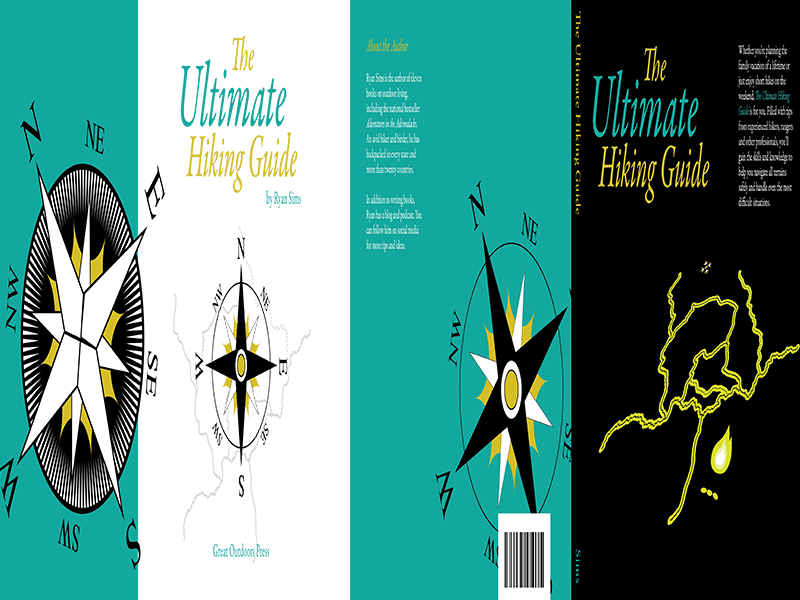 N
NE
E
NW
SE
W
SW
S
The
Ultimate
Hiking Guide
by Ryan Sims
N
NW
NE
W
E
SW
SE
S
Great Outdoors Press
About the Author
Ryan Sims is the author of eleven
books on outdoor living,
including the national bestseller
Adventures in the Adirondacks.
An avid hiker and birder, he has
backpacked in every state and
more than twenty countries.
In addition to writing books,
Ryan has a blog and podcast. You
can follow him on social media
for more tips and ideas.
N
NE
NW
SE
W
The Ultimate Hiking Guide
Sims
The
Ultimate
Hiking Guide
Whether you're planning the
family vacation of a lifetime or
just enjoy short hikes on the
weekend, The Ultimate Hiking
Guide is for you. Filled with tips
from experienced hikers, rangers
and other professionals, you'll
gain the skills and knowledge to
help you navigate all terrains
safely and handle even the most
difficult situations.